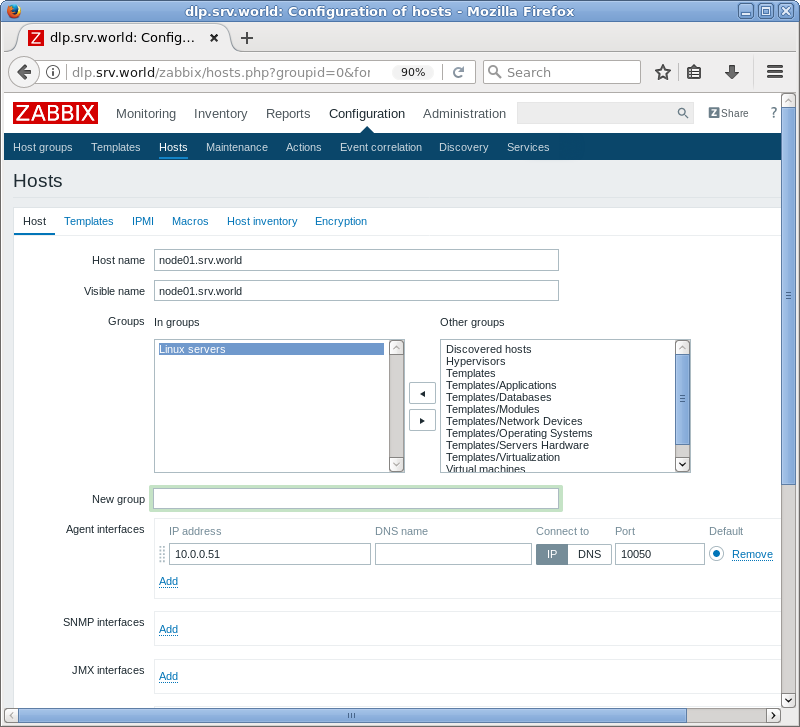 dlp.srv.world: Configuration of hosts - Mozilla Firefox
dlp.srv.world: Config...
dlp.srv.world/zabbix/hosts.php?groupid=0&for 90% Search
ZABBIX Monitoring Inventory Reports Configuration Administration Z Share ?
Host groups Templates Hosts Maintenance Actions Event correlation Discovery Services
Hosts
Host Templates IPMI Macros Host inventory Encryption
Host name node01.srv.world
Visible name node01.srv.world
Groups In groups Other groups
Linux servers
Discovered hosts
Hypervisors
Templates
Templates/Applications
Templates/Databases
Templates/Modules
Templates/Network Devices
Templates/Operating Systems
Templates/Servers Hardware
Templates/Virtualization
Virtual machines
New group
Agent interfaces IP address DNS name Connect to Port Default
10.0.0.51 IP DNS 10050 Remove
Add
SNMP interfaces Add
JMX interfaces Add